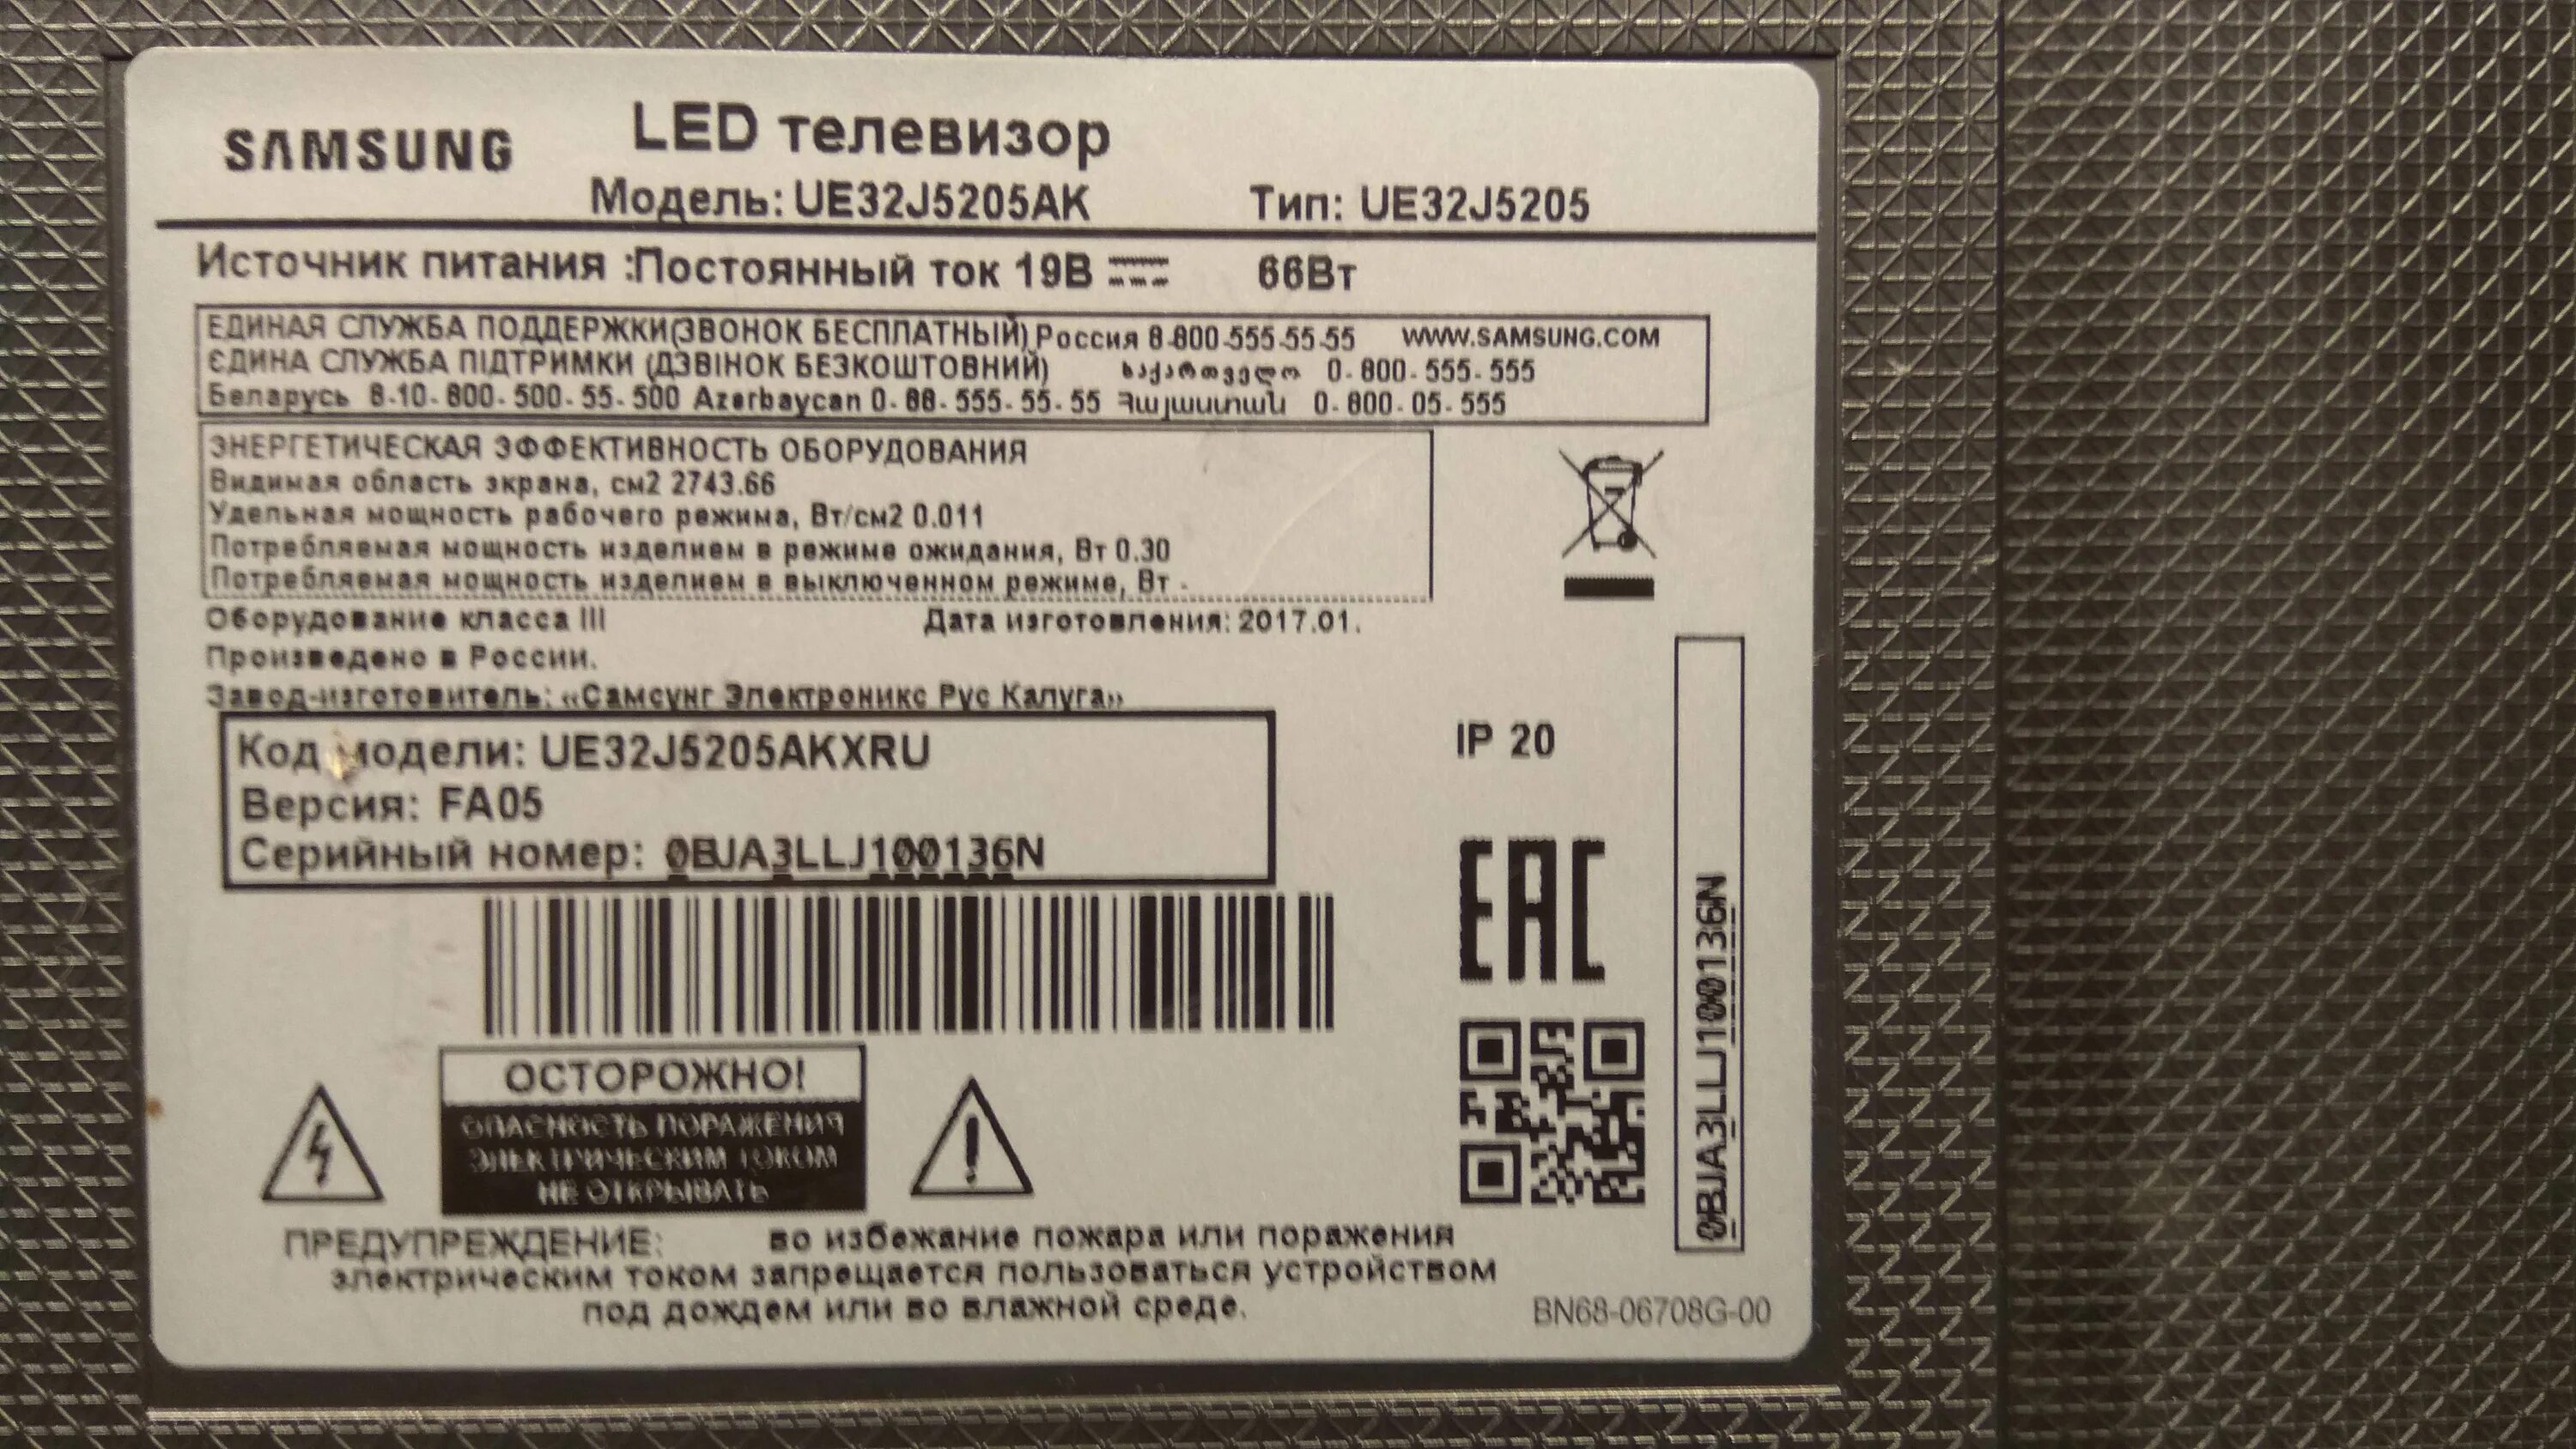 SAMSUNG
LED телевизор
Модель: UE32J5205AK Тип: UE32J5205
Источник питания :Постоянный ток 19В 66Вт
ЕДИНАЯ СЛУЖБА ПОДДЕРЖКИ(ЗВОНОК БЕСПЛАТНЫЙ) Россия 8-800-555-55-55 WWW.SAMSUNG.COM
ЄДИНА СЛУЖБА ПІДТРИМКИ (ДЗВІНОК БЕЗКОШТОВНИЙ) საქართველო 0-800-555-555
Беларусь 8-10-800-500-55-500 Azerbaycan 0-88-555-55-55 Հայաստան 0-800-05-555
ЭНЕРГЕТИЧЕСКАЯ ЭФФЕКТИВНОСТЬ ОБОРУДОВАНИЯ
Видимая область экрана, см2 2743.66
Удельная мощность рабочего режима, Вт/см2 0.011
Потребляемая мощность изделием в режиме ожидания, Вт 0.30
Потребляемая мощность изделием в выключенном режиме, Вт -
Оборудование класса III Дата изготовления: 2017.01.
Произведено в России.
Завод-изготовитель: «Самсунг Электроникс Рус Калуга»
Код модели: UE32J5205AKXRU
Версия: FA05
Серийный номер: 0BJA3LLJ100136N
IP 20
EAC
0BJA3LLJ100136N
ОСТОРОЖНО!
ОПАСНОСТЬ ПОРАЖЕНИЯ
ЭЛЕКТРИЧЕСКИМ ТОКОМ
НЕ ОТКРЫВАТЬ
ПРЕДУПРЕЖДЕНИЕ: во избежание пожара или поражения
электрическим током запрещается пользоваться устройством
под дождем или во влажной среде.
BN68-06708G-00